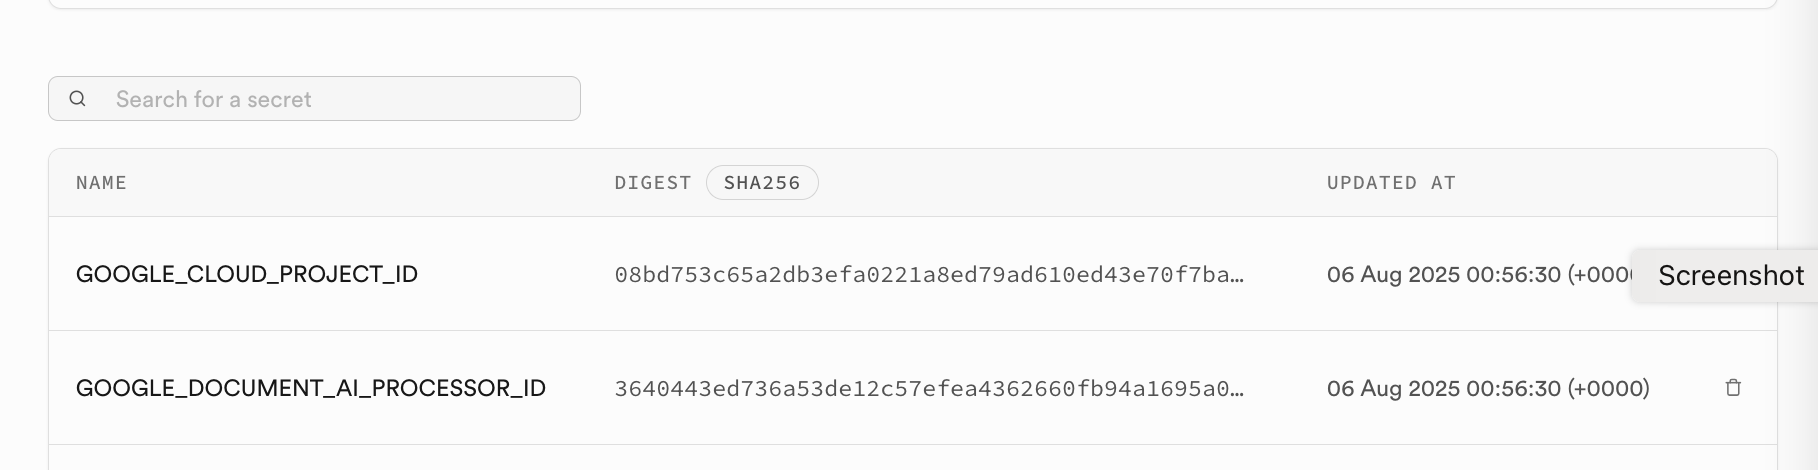 Search for a secret
NAME DIGEST SHA256 UPDATED AT
GOOGLE_CLOUD_PROJECT_ID 08bd753c65a2db3efa0221a8ed79ad610ed43e70f7ba… 06 Aug 2025 00:56:30 (+000 Screenshot
GOOGLE_DOCUMENT_AI_PROCESSOR_ID 3640443ed736a53de12c57efea4362660fb94a1695a0… 06 Aug 2025 00:56:30 (+0000)